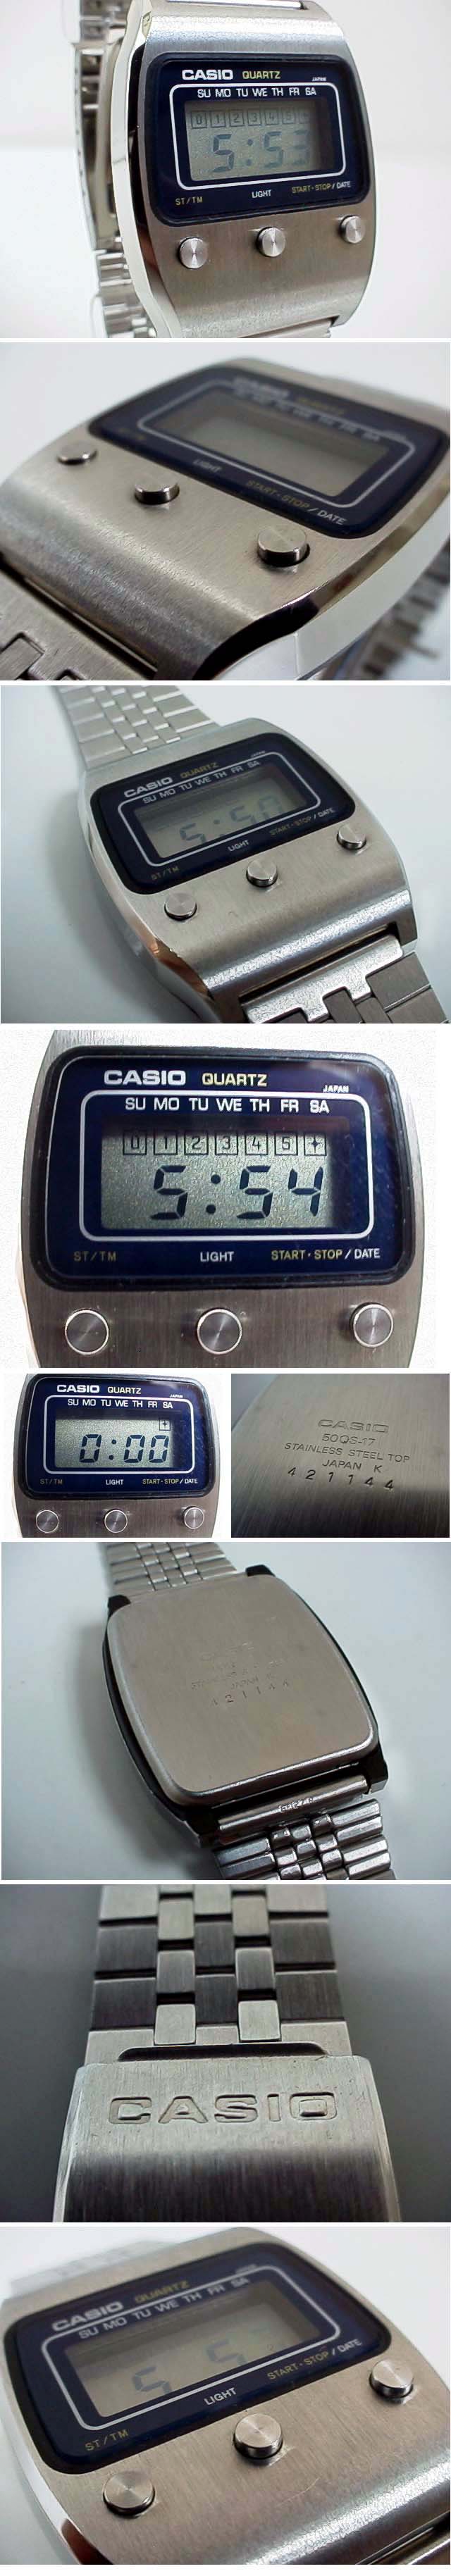 CASIO QUARTZ
JAPAN
SU MO TU WE TH FR SA
0 1 2 3 4 5
5:53
ST/TM LIGHT START·STOP/DATE
LIGHT
START·STOP/DATE
CASIO QUARTZ
SU MO TU WE TH FR SA
5:50
ST/TM LIGHT START·STOP/DATE
CASIO QUARTZ
JAPAN
SU MO TU WE TH FR SA
0 1 2 3 4 5 +
5:54
ST/TM LIGHT START·STOP/DATE
CASIO QUARTZ
JAPAN
SU MO TU WE TH FR SA
+
0:00
ST/TM LIGHT START·STOP/DATE
CASIO
50QS-17
STAINLESS STEEL TOP
JAPAN K
421144
421144
CASIO
CASIO QUARTZ
SU MO TU WE TH FR SA
ST/TM LIGHT START·STOP/DATE